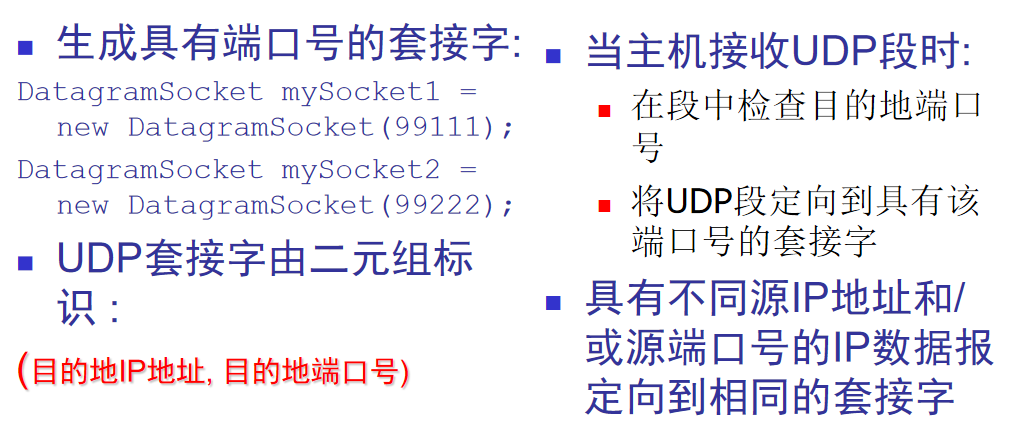 生成具有端口号的套接字:
DatagramSocket mySocket1 =
new DatagramSocket(99111);
DatagramSocket mySocket2 =
new DatagramSocket(99222);
UDP套接字由二元组标
识：
(目的地IP地址, 目的地端口号)
当主机接收UDP段时:
在段中检查目的地端口
号
将UDP段定向到具有该
端口号的套接字
具有不同源IP地址和/
或源端口号的IP数据报
定向到相同的套接字